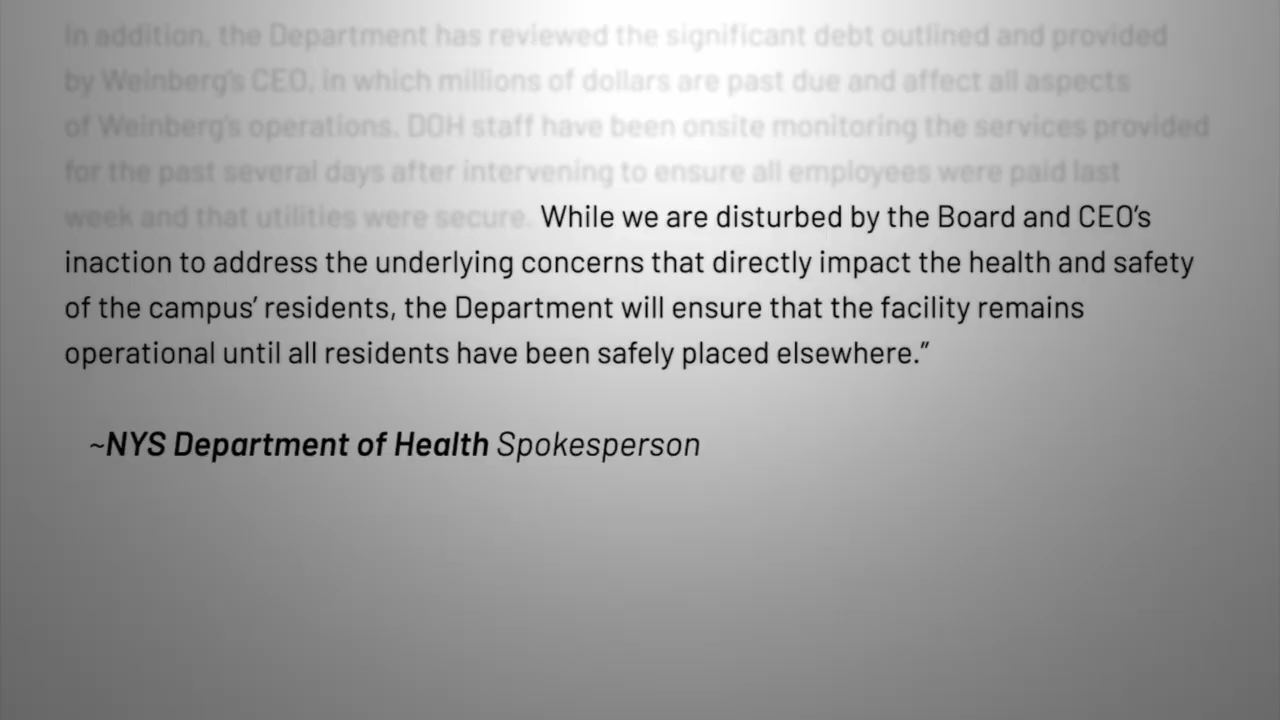 In addition, the Department has reviewed the significant debt outlined and provided
by Weinberg's CEO, in which millions of dollars are past due and affect all aspects
of Weinberg's operations. DOH staff have been onsite monitoring the services provided
for the past several days after intervening to ensure all employees were paid last
week and that utilities were secure. While we are disturbed by the Board and CEO's
inaction to address the underlying concerns that directly impact the health and safety
of the campus' residents, the Department will ensure that the facility remains
operational until all residents have been safely placed elsewhere.”
~NYS Department of Health Spokesperson